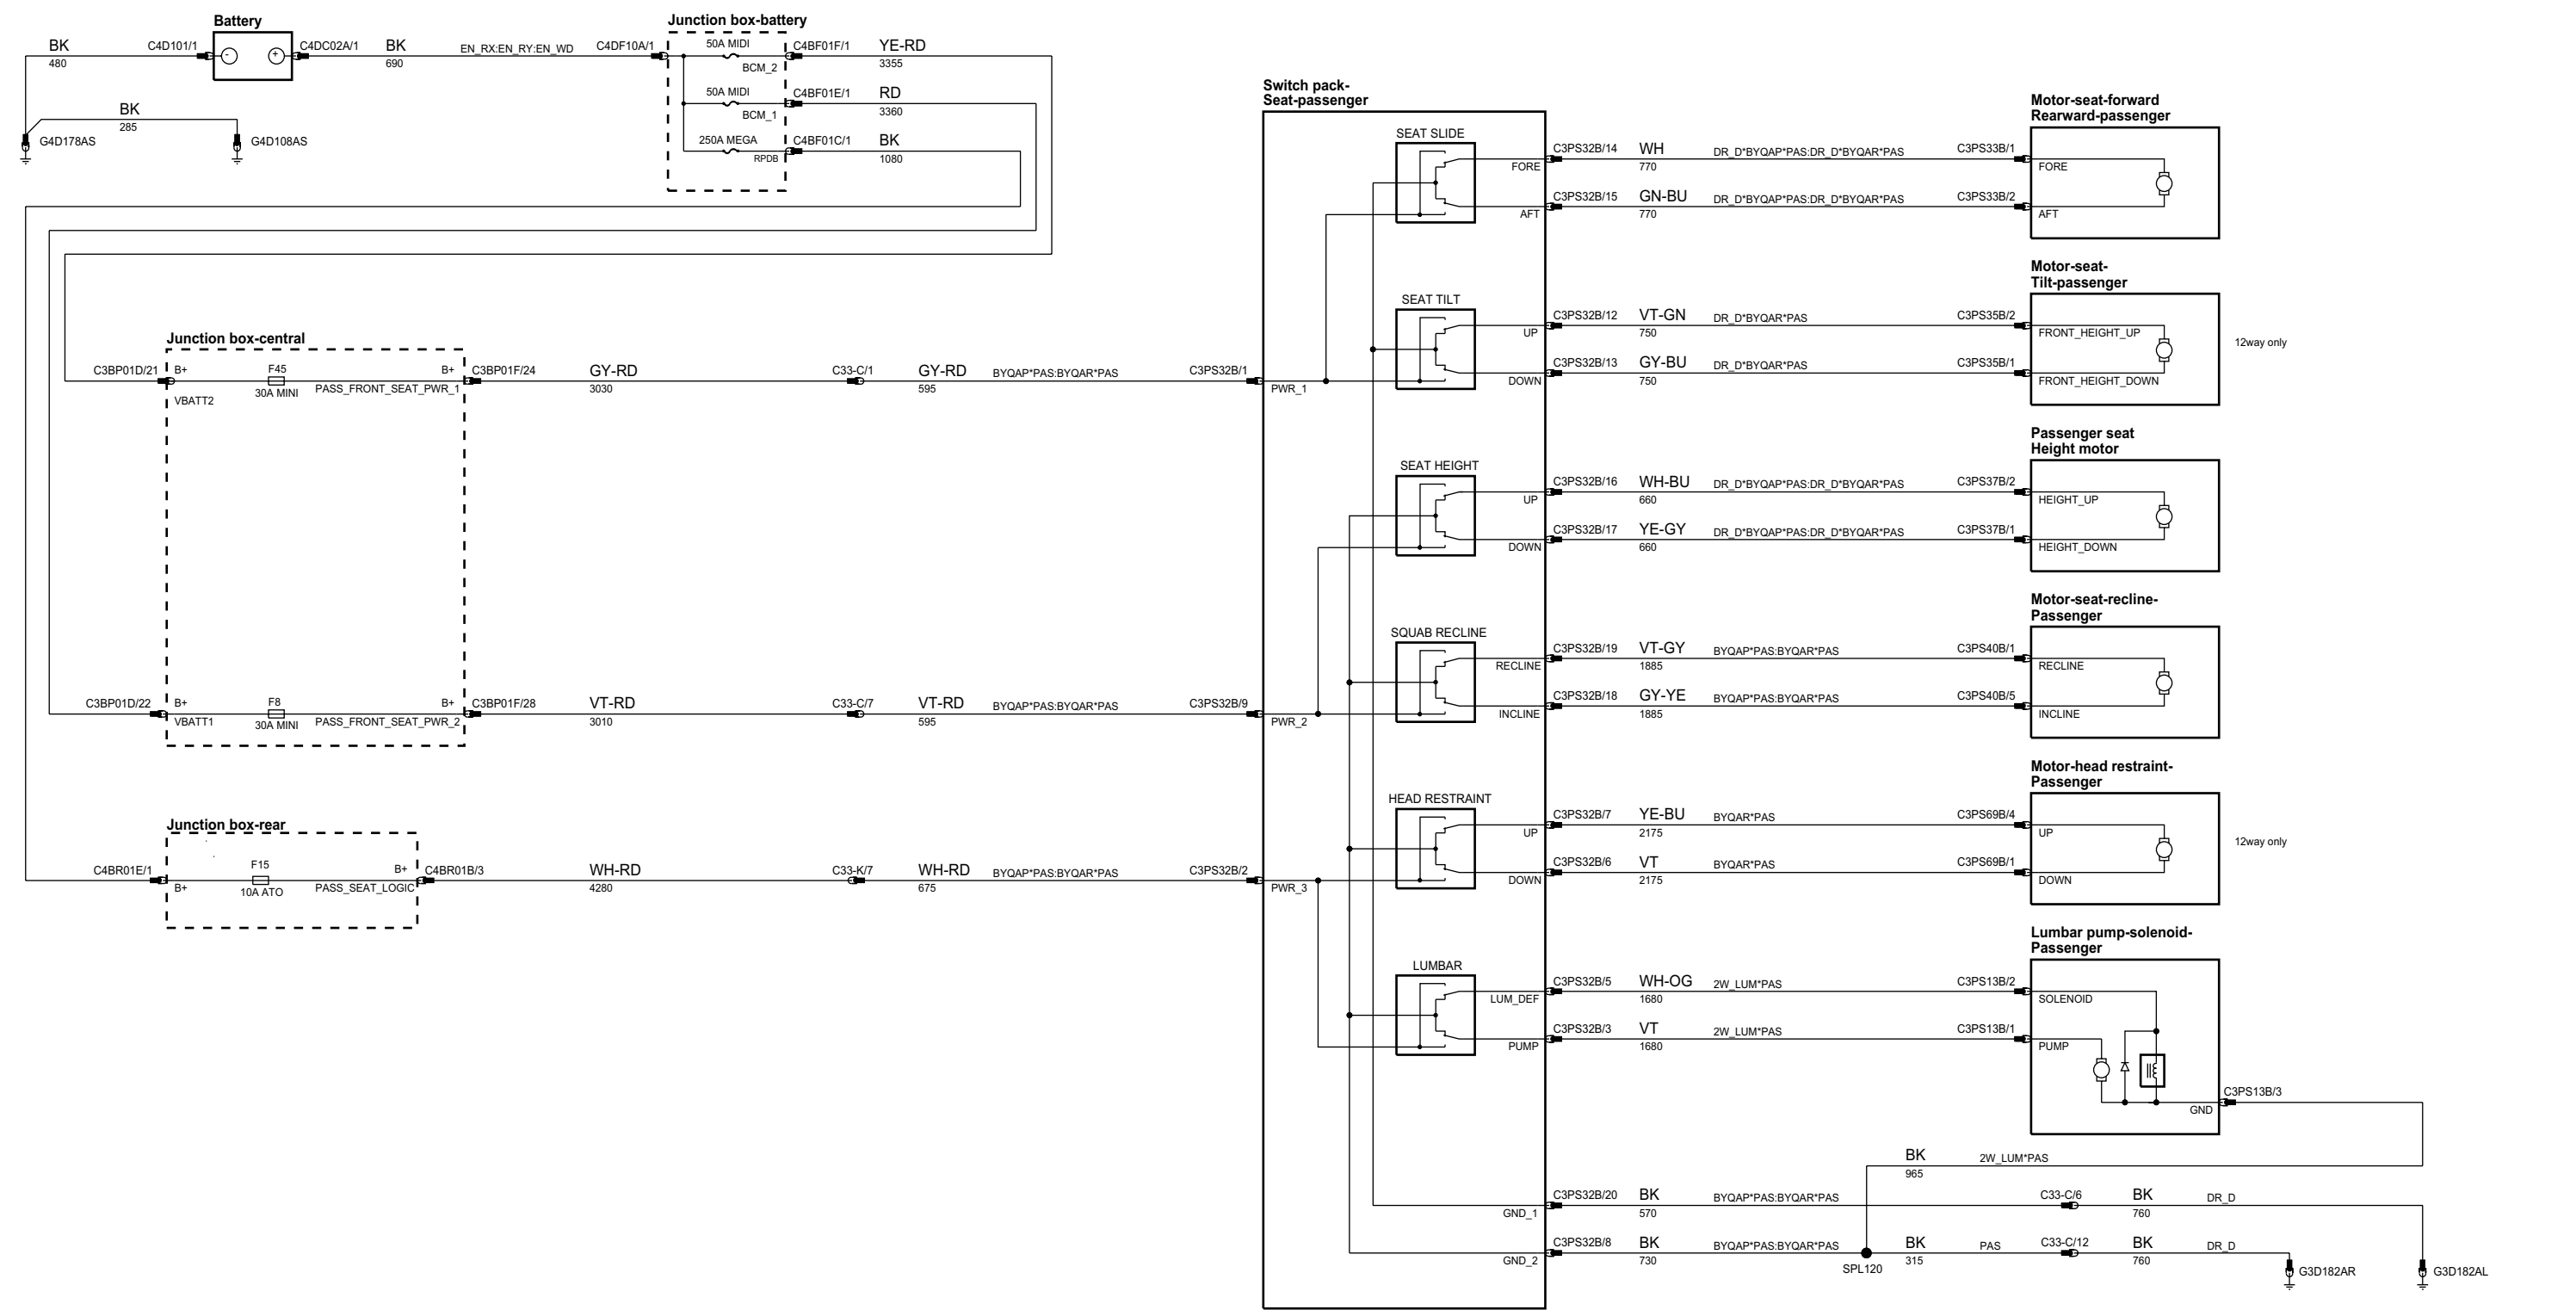 Battery
BK
480
C4D101/1
-
+
C4DC02A/1
BK
690
EN_RX:EN_RY:EN_WD
C4DF10A/1
BK
285
G4D178AS
G4D108AS
Junction box-battery
50A MIDI
BCM_2
C4BF01F/1
YE-RD
3355
50A MIDI
BCM_1
C4BF01E/1
RD
3360
250A MEGA
RPDB
C4BF01C/1
BK
1080
Junction box-central
C3BP01D/21
B+
VBATT2
F45
30A MINI
B+
PASS_FRONT_SEAT_PWR_1
C3BP01F/24
GY-RD
3030
C33-C/1
GY-RD
595
BYQAP*PAS:BYQAR*PAS
C3PS32B/1
C3BP01D/22
B+
VBATT1
F8
30A MINI
B+
PASS_FRONT_SEAT_PWR_2
C3BP01F/28
VT-RD
3010
C33-C/7
VT-RD
595
BYQAP*PAS:BYQAR*PAS
C3PS32B/9
Junction box-rear
C4BR01E/1
B+
F15
10A ATO
B+
PASS_SEAT_LOGIC
C4BR01B/3
WH-RD
4280
C33-K/7
WH-RD
675
BYQAP*PAS:BYQAR*PAS
C3PS32B/2
Switch pack-
Seat-passenger
PWR_1
PWR_2
PWR_3
SEAT SLIDE
FORE
AFT
C3PS32B/14
WH
770
DR_D*BYQAP*PAS:DR_D*BYQAR*PAS
C3PS33B/1
C3PS32B/15
GN-BU
770
DR_D*BYQAP*PAS:DR_D*BYQAR*PAS
C3PS33B/2
Motor-seat-forward
Rearward-passenger
FORE
AFT
SEAT TILT
UP
DOWN
C3PS32B/12
VT-GN
750
DR_D*BYQAR*PAS
C3PS35B/2
C3PS32B/13
GY-BU
750
DR_D*BYQAR*PAS
C3PS35B/1
Motor-seat-
Tilt-passenger
FRONT_HEIGHT_UP
FRONT_HEIGHT_DOWN
12way only
SEAT HEIGHT
UP
DOWN
C3PS32B/16
WH-BU
660
DR_D*BYQAP*PAS:DR_D*BYQAR*PAS
C3PS37B/2
C3PS32B/17
YE-GY
660
DR_D*BYQAP*PAS:DR_D*BYQAR*PAS
C3PS37B/1
Passenger seat
Height motor
HEIGHT_UP
HEIGHT_DOWN
SQUAB RECLINE
RECLINE
INCLINE
C3PS32B/19
VT-GY
1885
BYQAP*PAS:BYQAR*PAS
C3PS40B/1
C3PS32B/18
GY-YE
1885
BYQAP*PAS:BYQAR*PAS
C3PS40B/5
Motor-seat-recline-
Passenger
RECLINE
INCLINE
HEAD RESTRAINT
UP
DOWN
C3PS32B/7
YE-BU
2175
BYQAR*PAS
C3PS69B/4
C3PS32B/6
VT
2175
BYQAR*PAS
C3PS69B/1
Motor-head restraint-
Passenger
UP
DOWN
12way only
LUMBAR
LUM_DEF
PUMP
C3PS32B/5
WH-OG
1680
2W_LUM*PAS
C3PS13B/2
C3PS32B/3
VT
1680
2W_LUM*PAS
C3PS13B/1
Lumbar pump-solenoid-
Passenger
SOLENOID
PUMP
GND
C3PS13B/3
BK
965
2W_LUM*PAS
GND_1
C3PS32B/20
BK
570
BYQAP*PAS:BYQAR*PAS
C33-C/6
BK
760
DR_D
GND_2
C3PS32B/8
BK
730
BYQAP*PAS:BYQAR*PAS
SPL120
BK
315
PAS
C33-C/12
BK
760
DR_D
G3D182AR
G3D182AL